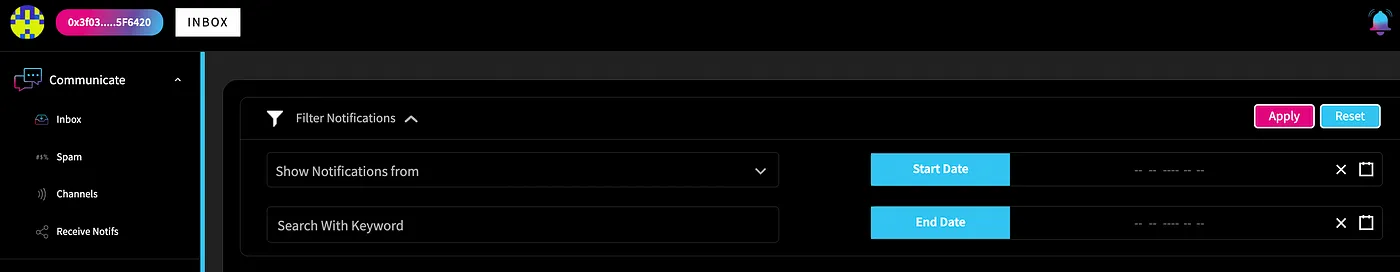 0x3f03.....5F6420
INBOX
Communicate
Inbox
Spam
Channels
Receive Notifs
Filter Notifications
Apply
Reset
Show Notifications from
Start Date
-- -- ---- -- --
Search With Keyword
End Date
-- -- ---- -- --